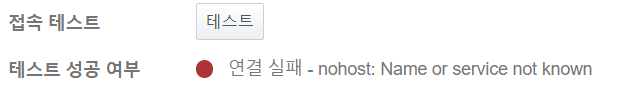 접속 테스트 테스트
테스트 성공 여부 연결 실패 - nohost: Name or service not known